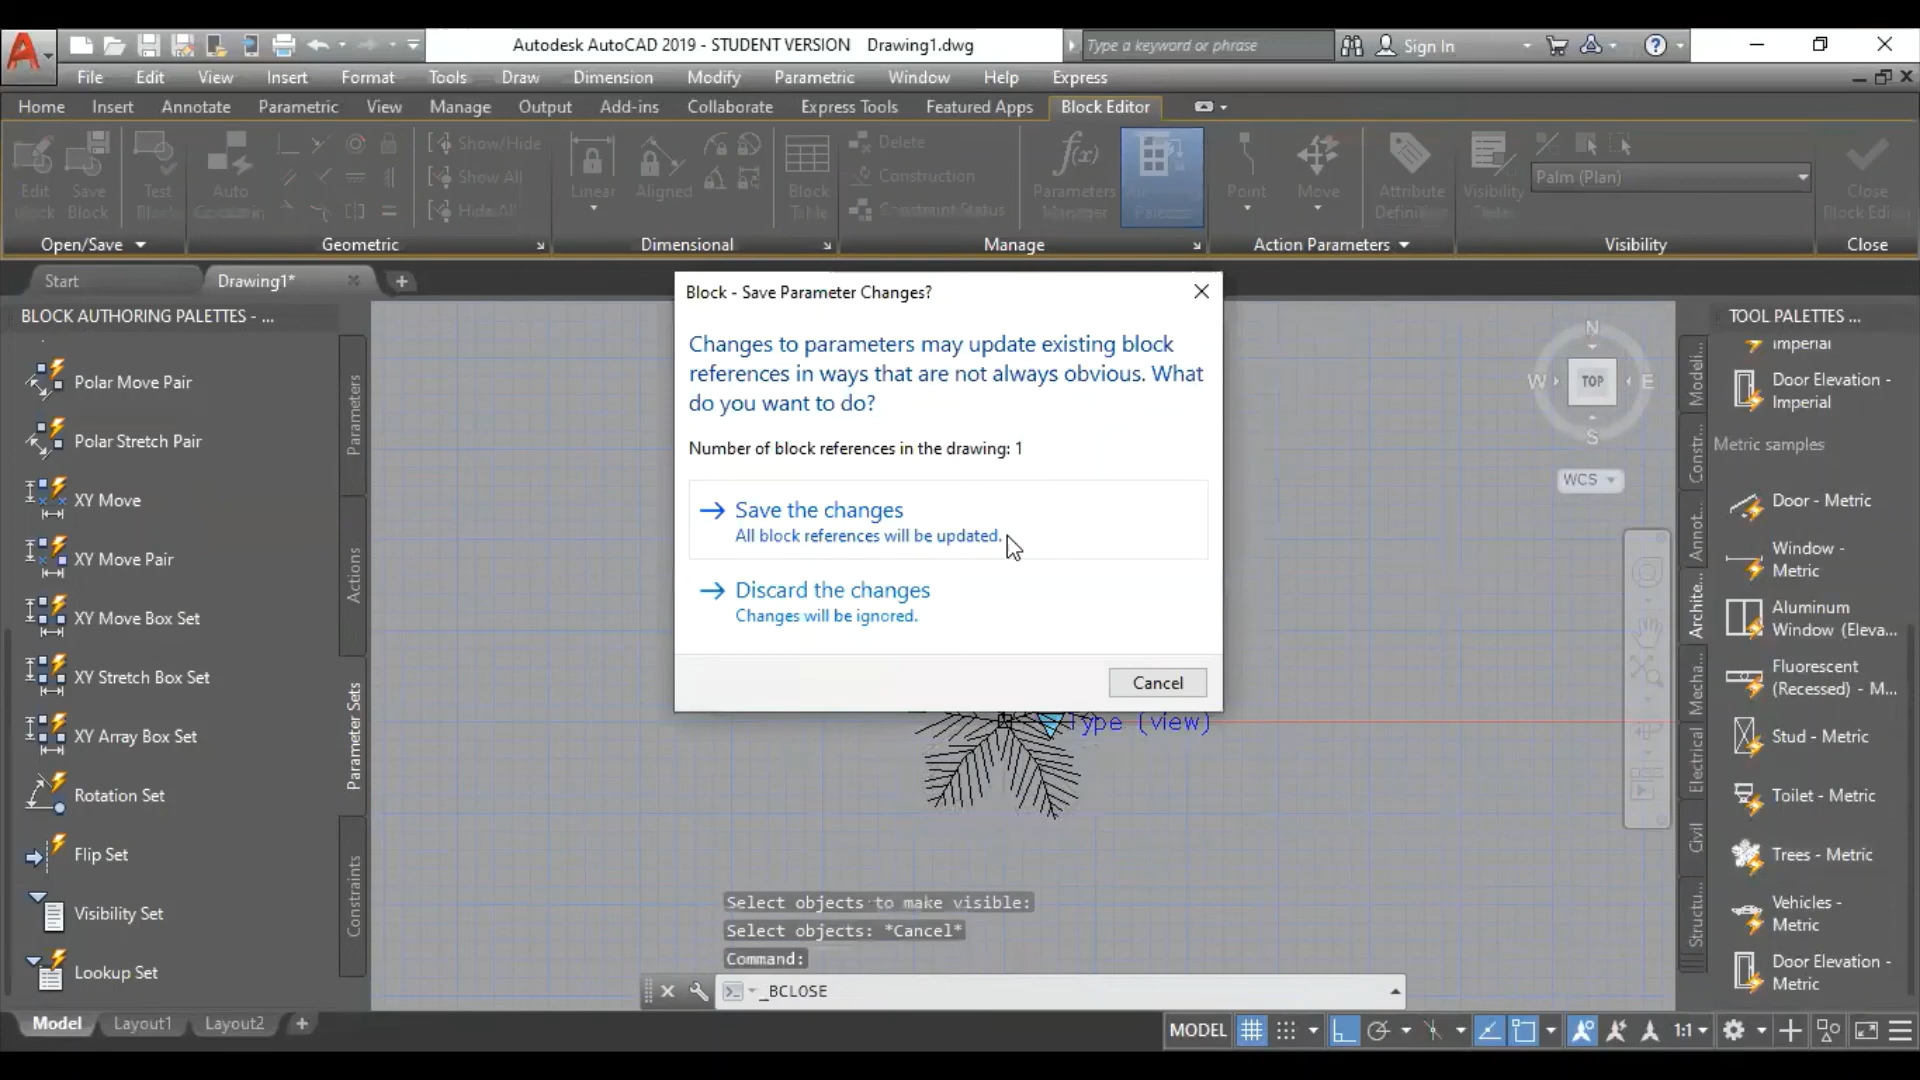 Autodesk AutoCAD 2019 - STUDENT VERSION Drawing1.dwg
Type a keyword or phrase
Sign In
File Edit View Insert Format Tools Draw Dimension Modify Parametric Window Help Express
Home Insert Annotate Parametric View Manage Output Add-ins Collaborate Express Tools Featured Apps Block Editor
Edit
Save
Block
Test
Auto
Show/Hide
Show All
Hide All
Linear
Aligned
Block
Table
Delete
Construction
Constraint Status
Parameters
Manager
Point
Move
Attribute
Definition
Visibility
States
Palm (Plan)
Close
Block Edi
Open/Save Geometric Dimensional Manage Action Parameters Visibility Close
Start Drawing1*
BLOCK AUTHORING PALETTES - ...
Polar Move Pair
Polar Stretch Pair
XY Move
XY Move Pair
XY Move Box Set
XY Stretch Box Set
XY Array Box Set
Rotation Set
Flip Set
Visibility Set
Lookup Set
Parameters
Actions
Parameter Sets
Constraints
Block - Save Parameter Changes?
Changes to parameters may update existing block
references in ways that are not always obvious. What
do you want to do?
Number of block references in the drawing: 1
Save the changes
All block references will be updated.
Discard the changes
Changes will be ignored.
Cancel
Type (view)
Select objects to make visible:
Select objects: *Cancel*
Command:
_BCLOSE
N
W TOP E
S
WCS
Modeli...
Constr...
Annot...
Archite...
Mecha...
Electrical
Civil
Structu...
TOOL PALETTES ...
Imperial
Door Elevation -
Imperial
Metric samples
Door - Metric
Window -
Metric
Aluminum
Window (Eleva...
Fluorescent
(Recessed) - M...
Stud - Metric
Toilet - Metric
Trees - Metric
Vehicles -
Metric
Door Elevation -
Metric
Model Layout1 Layout2
MODEL 1:1